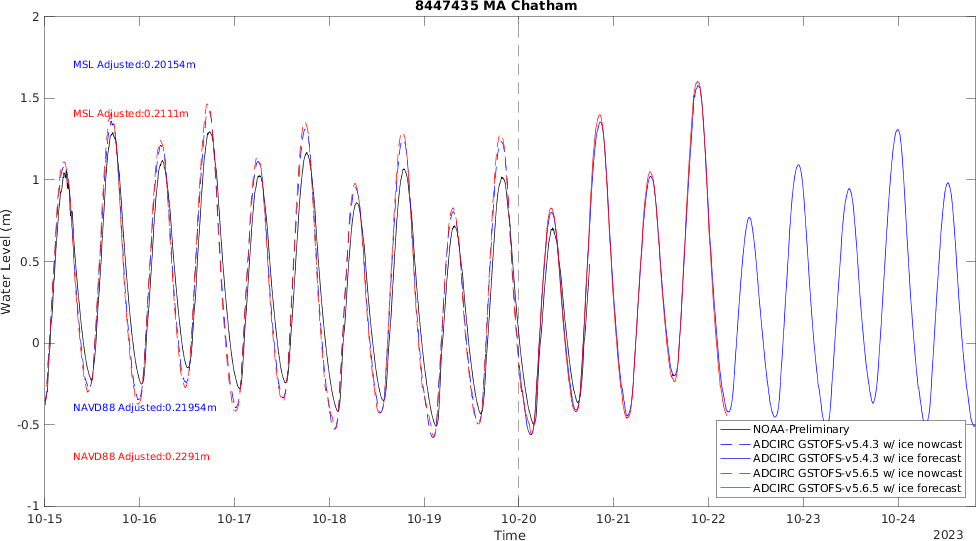 8447435 MA Chatham
2
1.5
1
0.5
0
-0.5
-1
Water Level (m)
MSL Adjusted:0.20154m
MSL Adjusted:0.2111m
NAVD88 Adjusted:0.21954m
NAVD88 Adjusted:0.2291m
NOAA-Preliminary
ADCIRC GSTOFS-v5.4.3 w/ ice nowcast
ADCIRC GSTOFS-v5.4.3 w/ ice forecast
ADCIRC GSTOFS-v5.6.5 w/ ice nowcast
ADCIRC GSTOFS-v5.6.5 w/ ice forecast
10-15 10-16 10-17 10-18 10-19 10-20 10-21 10-22 10-23 10-24
Time
2023